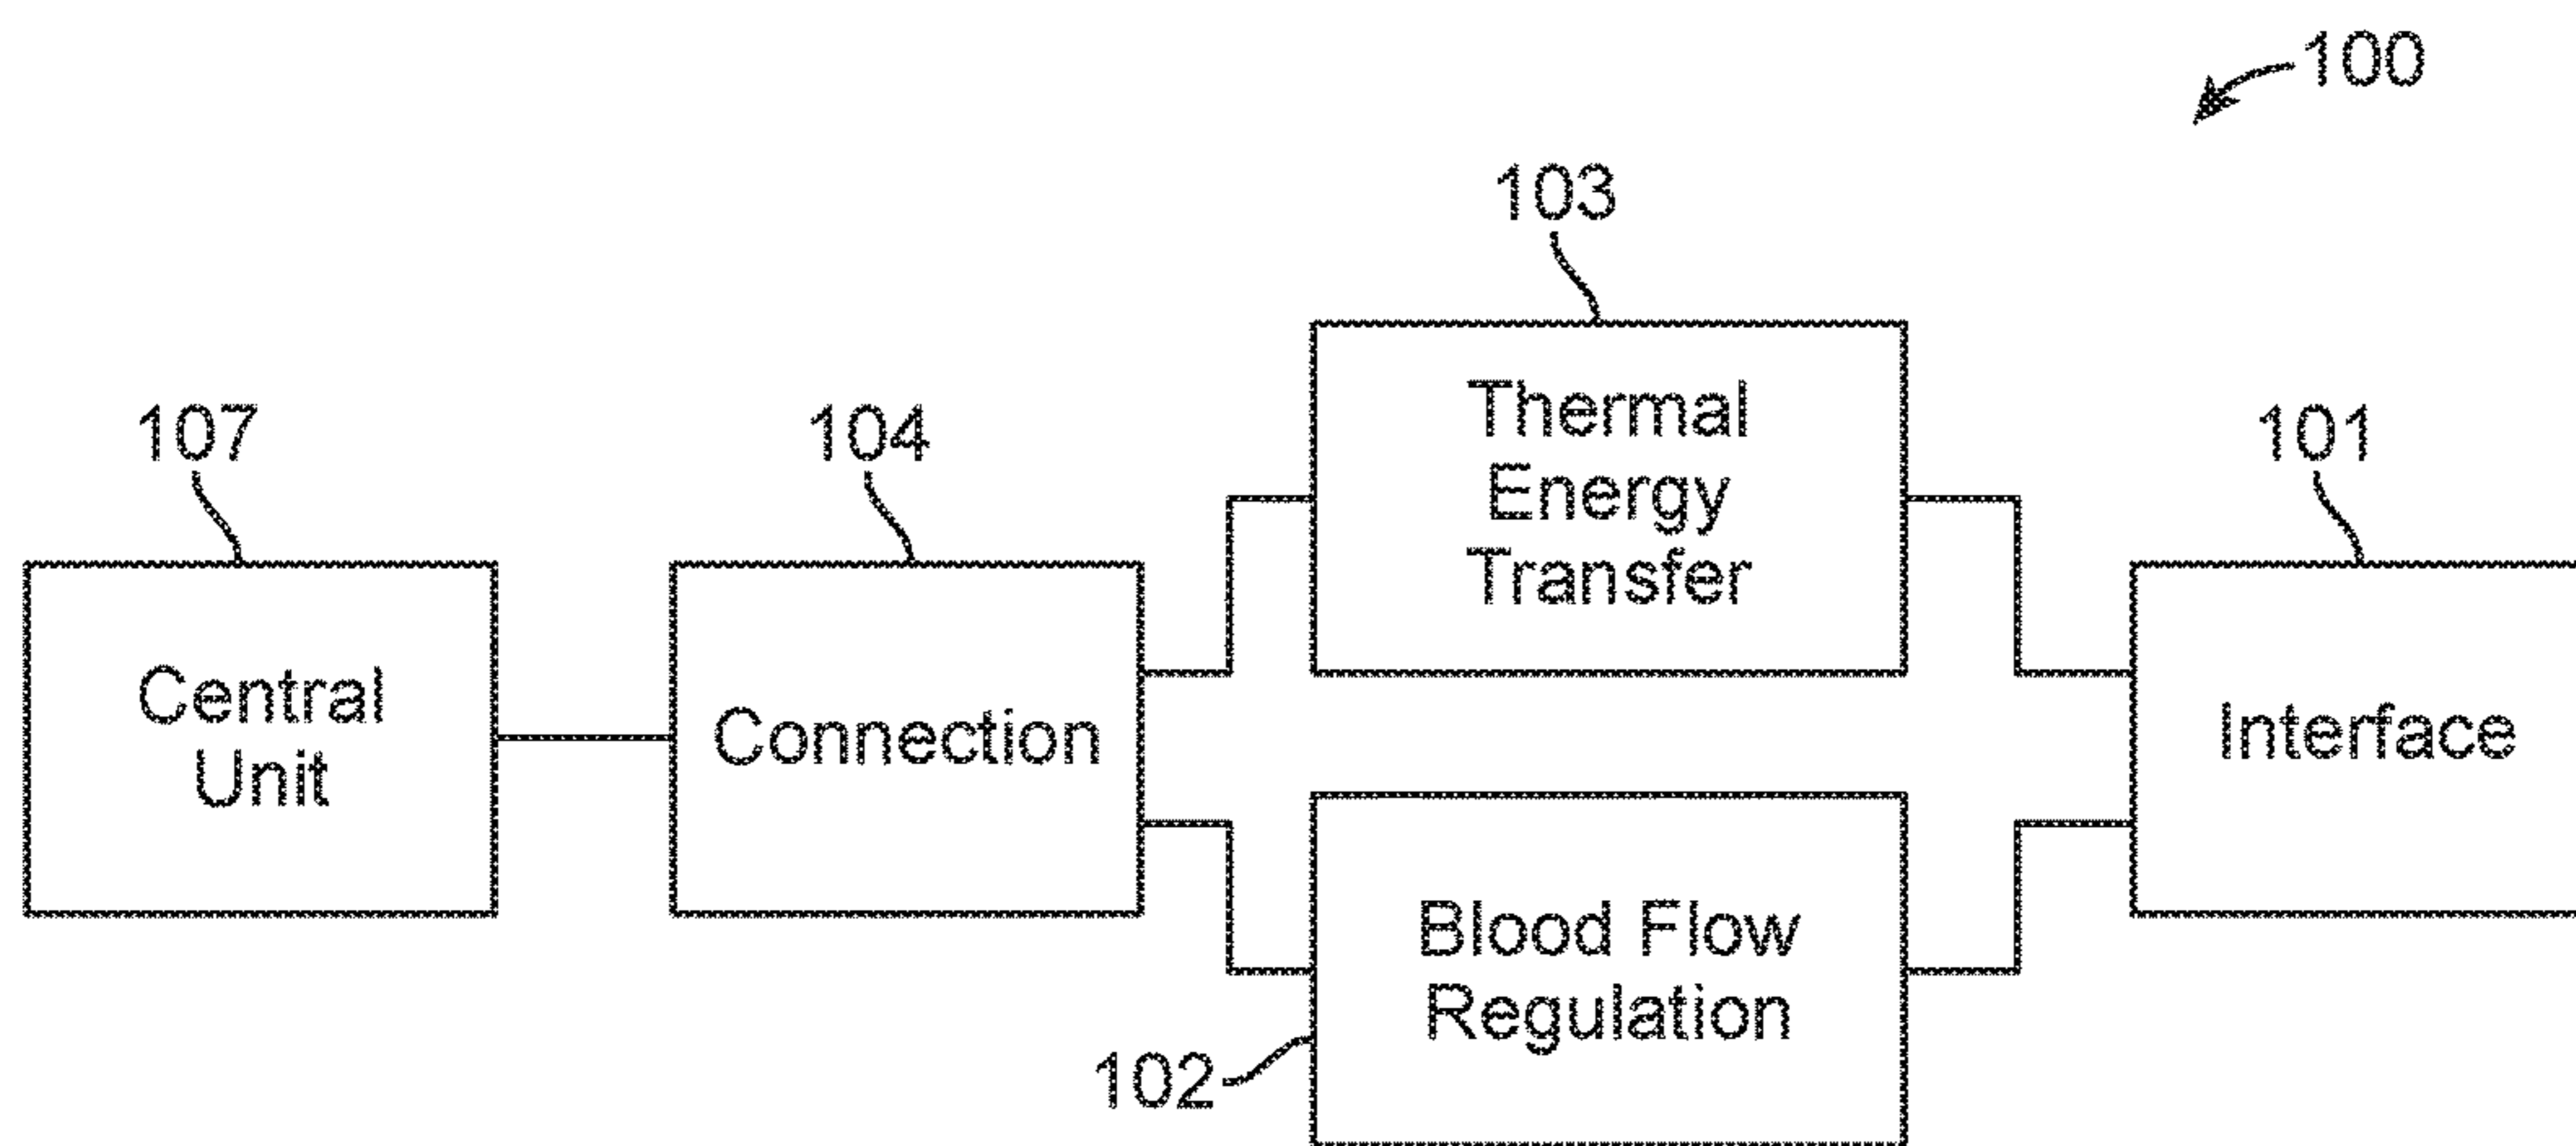 100
103
107
104
101
Thermal
Energy
Transfer
Central
Unit
Connection
Interface
Blood Flow
Regulation
102